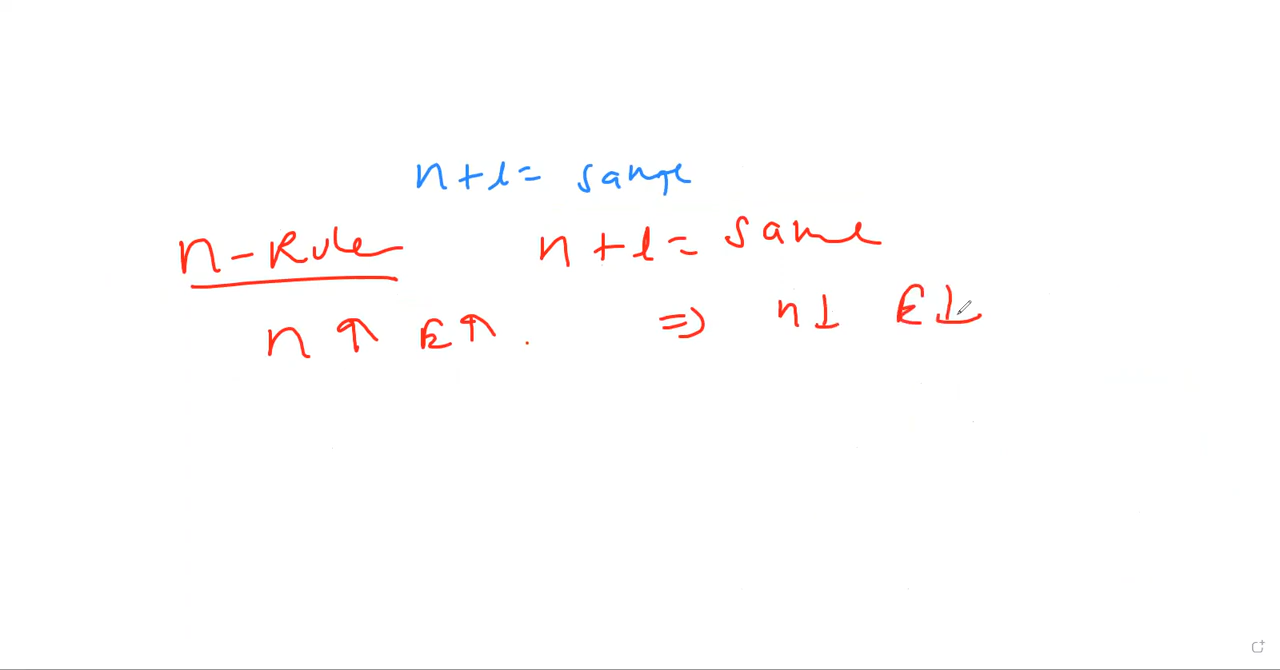 n+l= same
n-Rule n+l= same
n ↑ E↑. ⇒ n↓ E↓